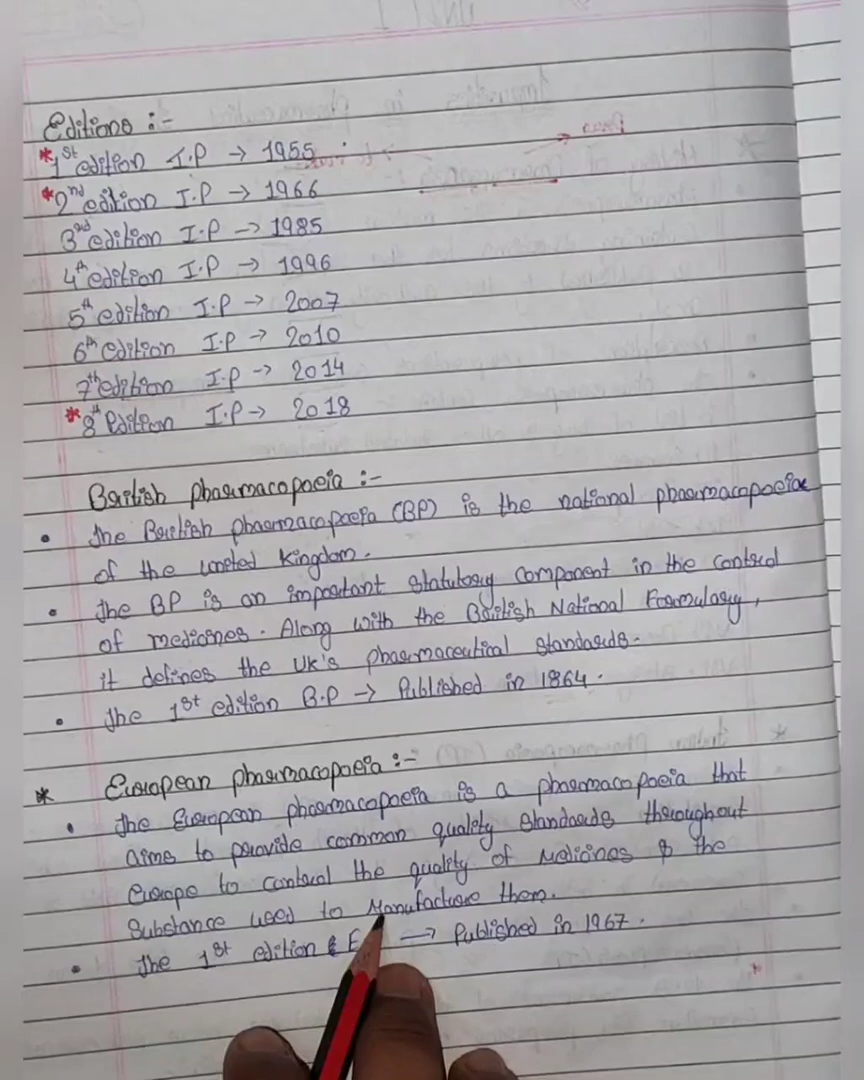 Editions :-
*1st edition I.P → 1955
*2nd edition I.P → 1966
3rd edition I.P → 1985
4th edition I.P → 1996
5th edition I.P → 2007
6th edition I.P → 2010
7th edition I.P → 2014
*8th Edition I.P → 2018
British pharmacopoeia :-
• The British pharmacopoeia (BP) is the national pharmacopoeia
of the united kingdom.
• The BP is an important statutory component in the control
of medicines. Along with the British National Formulary,
it defines the UK's pharmaceutical standards.
• The 1st edition B.P → Published in 1864.
* European pharmacopoeia :-
• The European pharmacopoeia is a pharmacopoeia that
aims to provide common quality standards throughout
Europe to control the quality of medicines & the
substance used to Manufacture them.
• The 1st edition E → Published in 1967.